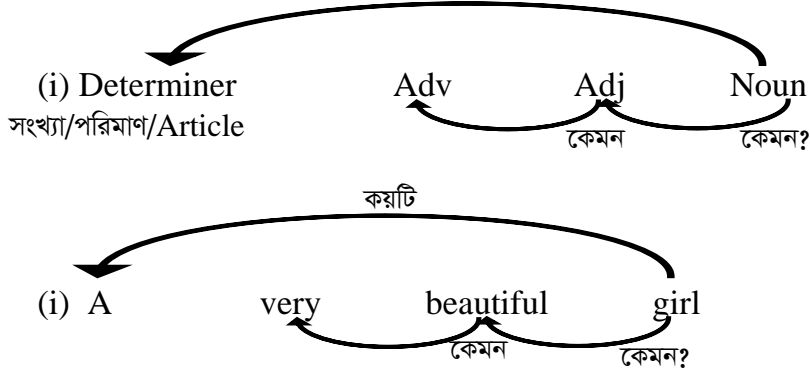 (i) Determiner Adv Adj Noun
সংখ্যা/পরিমাণ/Article কেমন কেমন?
কয়টি
(i) A very beautiful girl
কেমন কেমন?